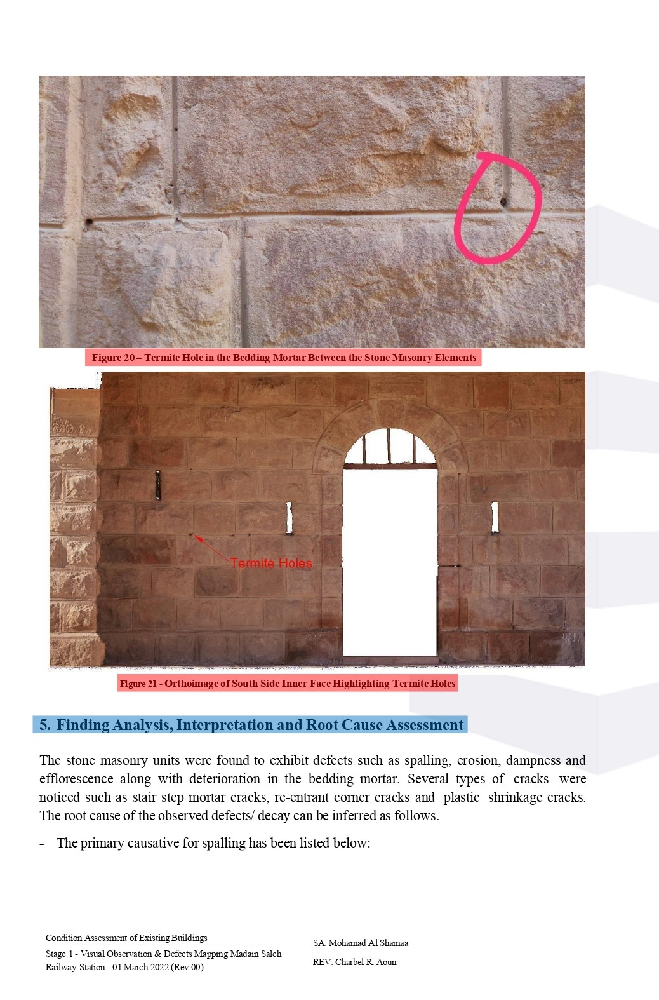 Figure 20 – Termite Hole in the Bedding Mortar Between the Stone Masonry Elements
Termite Holes
Figure 21 - Orthoimage of South Side Inner Face Highlighting Termite Holes
5. Finding Analysis, Interpretation and Root Cause Assessment
The stone masonry units were found to exhibit defects such as spalling, erosion, dampness and
efflorescence along with deterioration in the bedding mortar. Several types of cracks were
noticed such as stair step mortar cracks, re-entrant corner cracks and plastic shrinkage cracks.
The root cause of the observed defects/ decay can be inferred as follows.
- The primary causative for spalling has been listed below:
Condition Assessment of Existing Buildings
Stage 1 - Visual Observation & Defects Mapping Madain Saleh
Railway Station– 01 March 2022 (Rev.00)
SA: Mohamad Al Shamaa
REV: Charbel R. Aoun